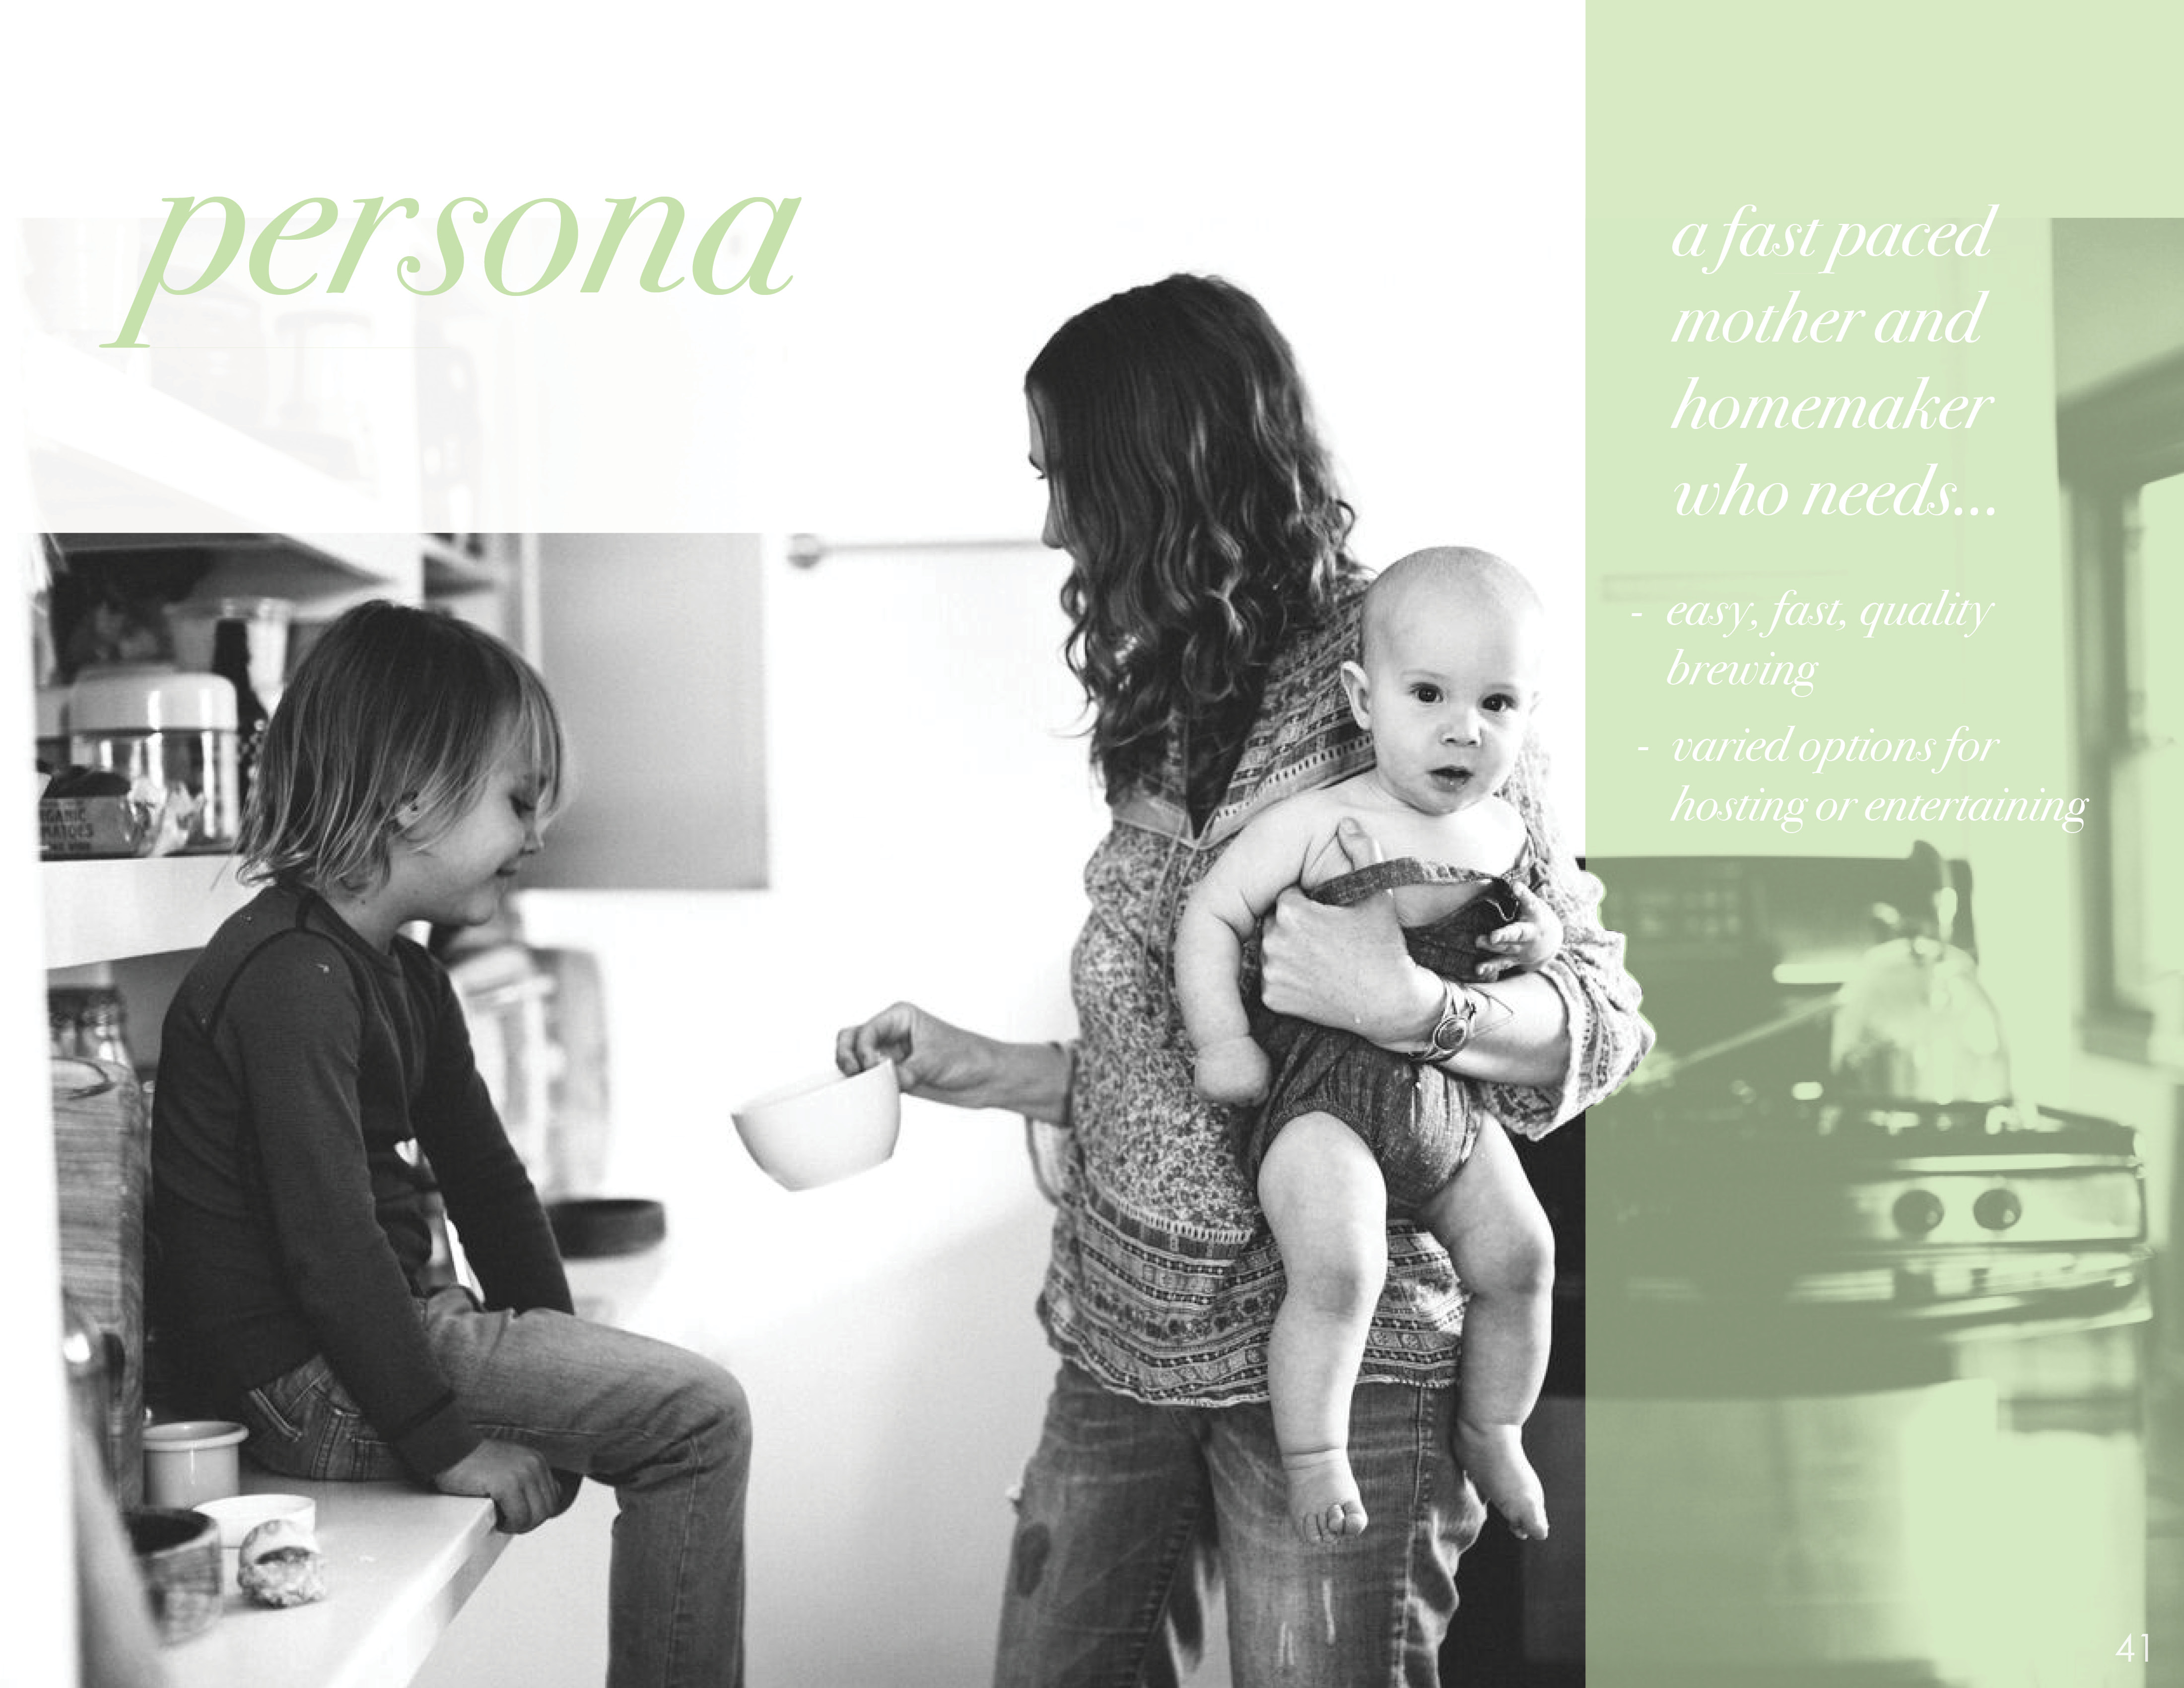 persona
a fast paced
mother and
homemaker
who needs...
- easy, fast, quality
brewing
- varied options for
hosting or entertaining
41